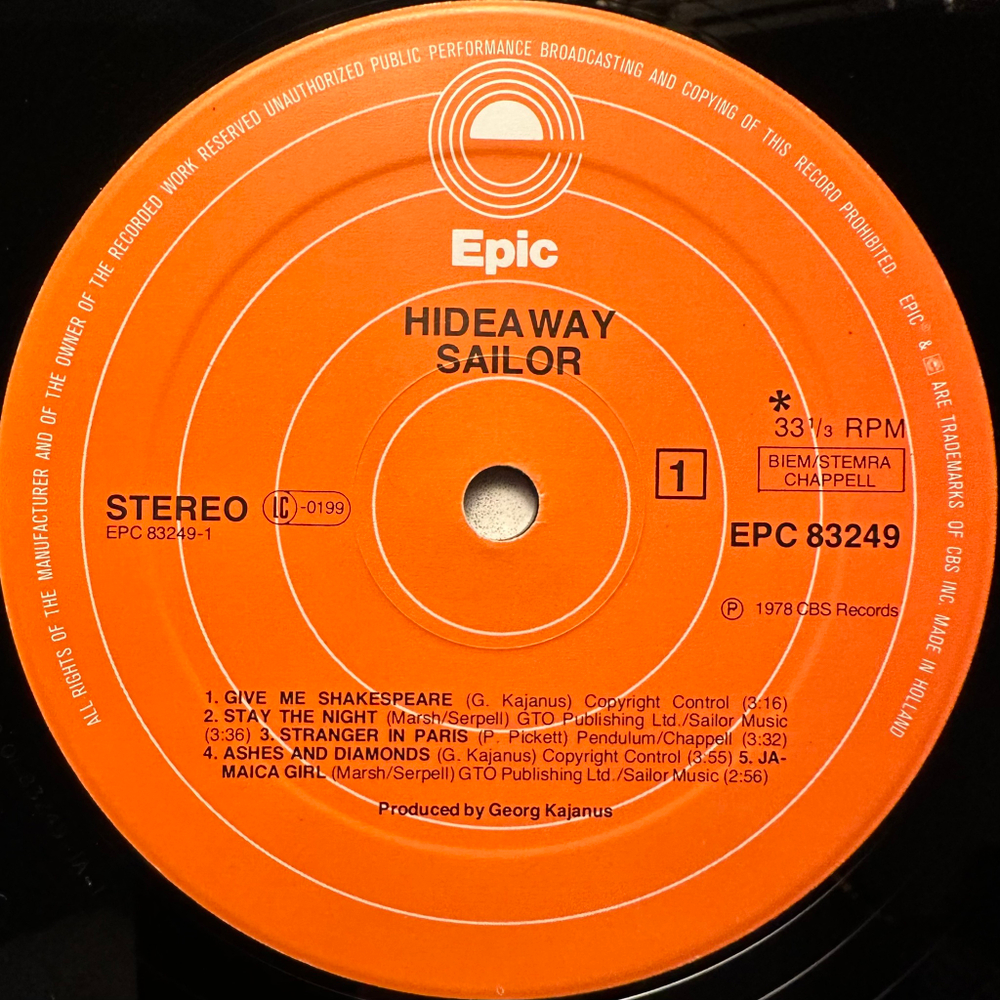 ALL RIGHTS OF THE MANUFACTURER AND OF THE OWNER OF THE RECORDED WORK RESERVED UNAUTHORIZED PUBLIC PERFORMANCE BROADCASTING AND COPYING OF THIS RECORD PROHIBITED. EPIC & ARE TRADEMARKS OF CBS INC. MADE IN HOLLAND
Epic
HIDEAWAY
SAILOR
*
33 1/3 RPM
BIEM/STEMRA
CHAPPELL
1
STEREO LC -0199
EPC 83249-1
EPC 83249
Ⓟ 1978 CBS Records
1. GIVE ME SHAKESPEARE (G. Kajanus) Copyright Control (3:16)
2. STAY THE NIGHT (Marsh/Serpell) GTO Publishing Ltd./Sailor Music
(3:36) 3. STRANGER IN PARIS (P. Pickett) Pendulum/Chappell (3:32)
4. ASHES AND DIAMONDS (G. Kajanus) Copyright Control (3:55) 5. JA-
MAICA GIRL (Marsh/Serpell) GTO Publishing Ltd./Sailor Music (2:56)
Produced by Georg Kajanus